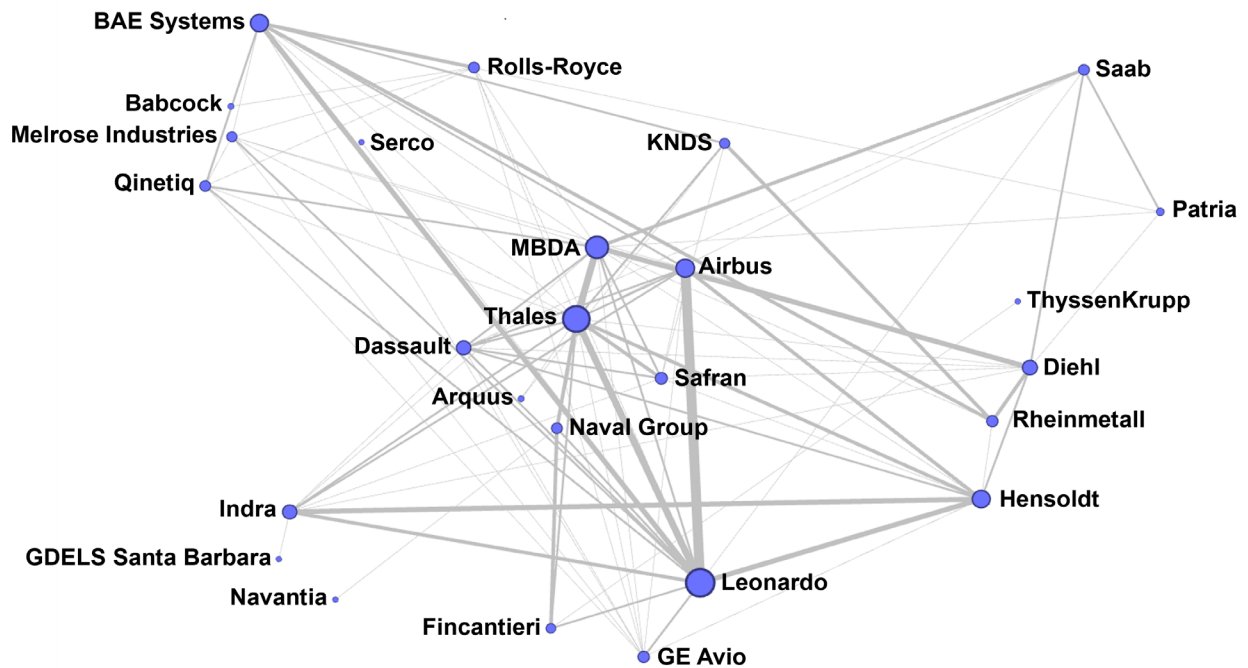 BAE Systems
Rolls-Royce
Saab
Babcock
Melrose Industries
Serco
KNDS
Qinetiq
Patria
MBDA
Airbus
ThyssenKrupp
Thales
Dassault
Diehl
Safran
Arquus
Rheinmetall
Naval Group
Hensoldt
Indra
GDELS Santa Barbara
Leonardo
Navantia
Fincantieri
GE Avio